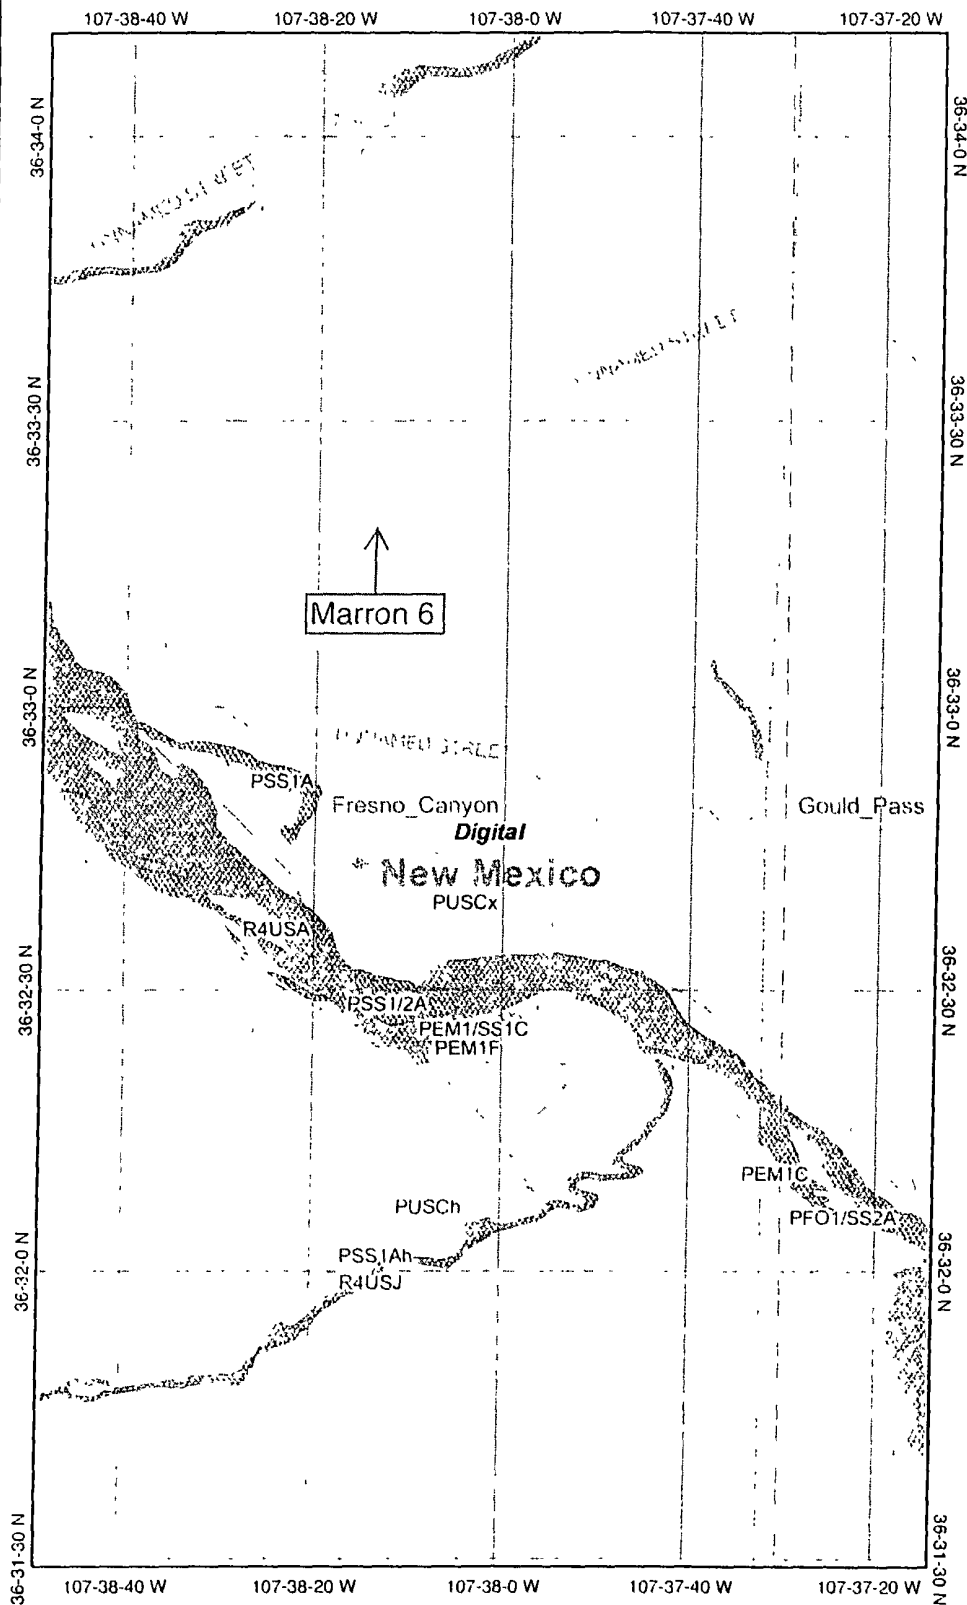 107-38-40 W 107-38-20 W 107-38-0 W 107-37-40 W 107-37-20 W
36-34-0 N 36-34-0 N
36-33-30 N 36-33-30 N
Marron 6
36-33-0 N 36-33-0 N
PSS1A
Fresno_Canyon Gould_Pass
Digital
* New Mexico
PUSCx
R4USA
36-32-30 N 36-32-30 N
PSS1/2A
PEM1/SS1C
PEM1F
PEM1C
PUSCh
PFO1/SS2A
PSS1Ah
36-32-0 N 36-32-0 N
R4USJ
36-31-30 N 36-31-30 N
107-38-40 W 107-38-20 W 107-38-0 W 107-37-40 W 107-37-20 W